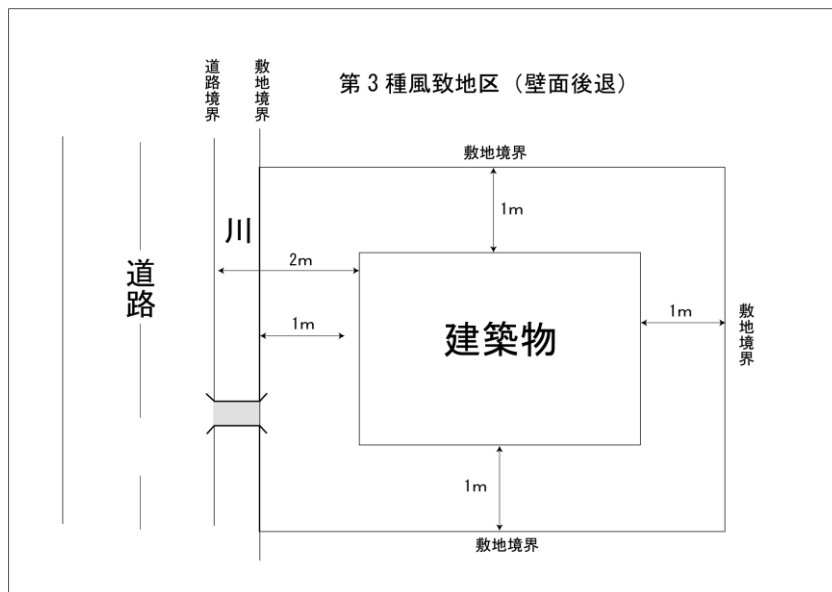 第3種風致地区（壁面後退）
道路境界
敷地境界
敷地境界
川
1m
2m
道路
1m
建築物
1m
敷地境界
1m
敷地境界